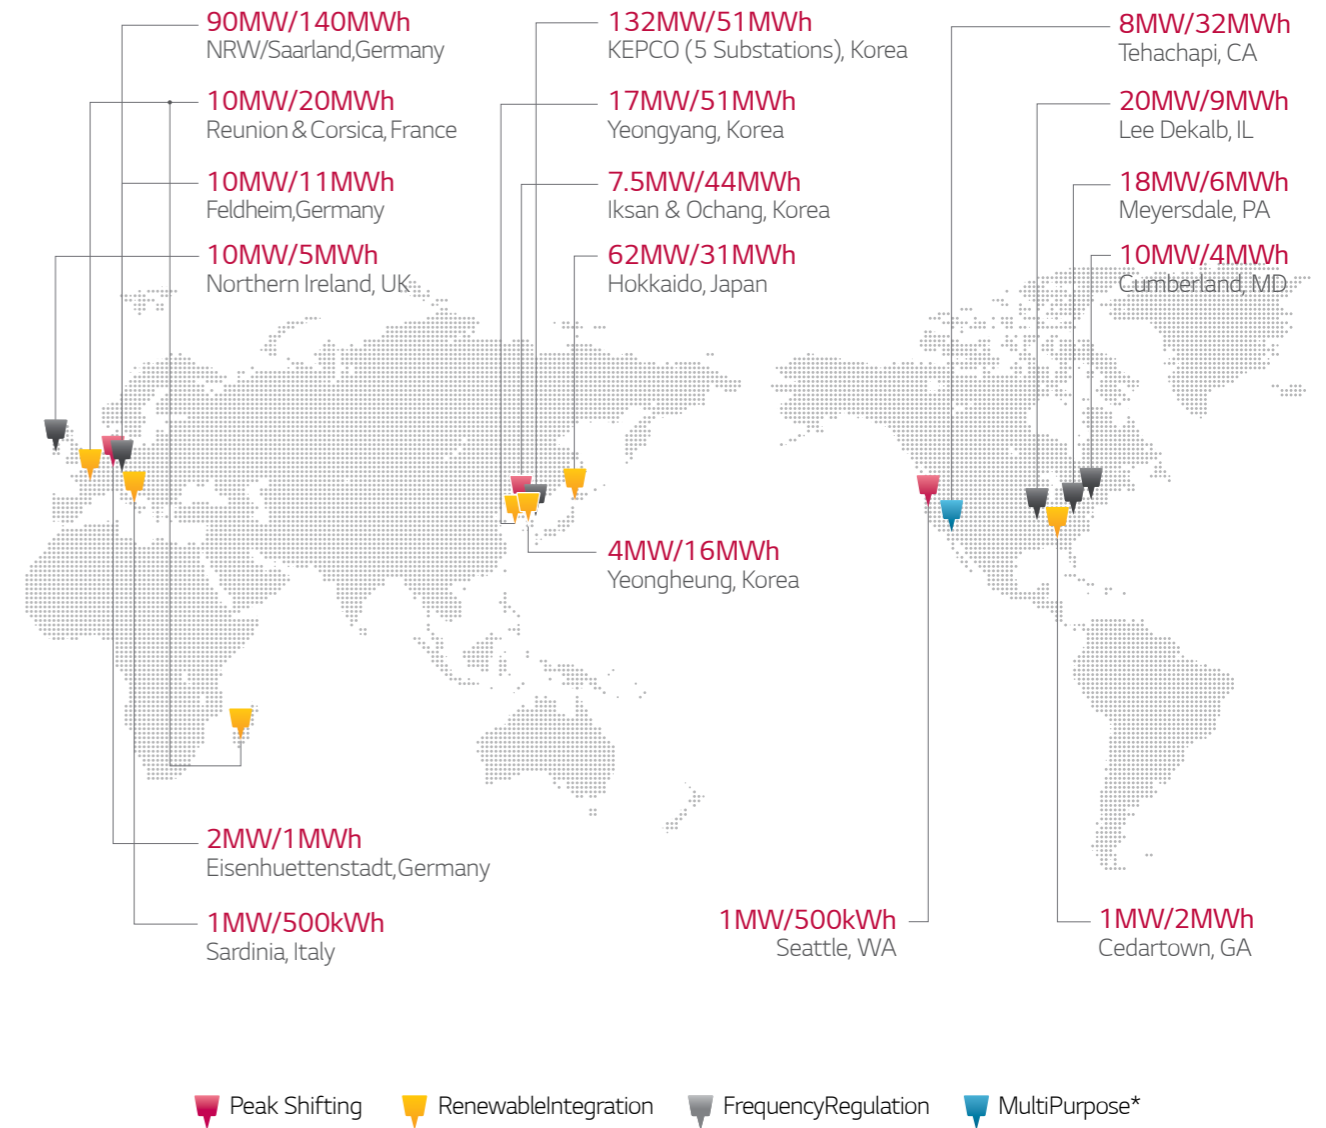 90MW/140MWh
NRW/Saarland,Germany
10MW/20MWh
Reunion & Corsica, France
10MW/11MWh
Feldheim,Germany
10MW/5MWh
Northern Ireland, UK
132MW/51MWh
KEPCO (5 Substations), Korea
17MW/51MWh
Yeongyang, Korea
7.5MW/44MWh
Iksan & Ochang, Korea
62MW/31MWh
Hokkaido, Japan
8MW/32MWh
Tehachapi, CA
20MW/9MWh
Lee Dekalb, IL
18MW/6MWh
Meyersdale, PA
10MW/4MWh
Cumberland, MD
4MW/16MWh
Yeongheung, Korea
2MW/1MWh
Eisenhuettenstadt,Germany
1MW/500kWh
Sardinia, Italy
1MW/500kWh
Seattle, WA
1MW/2MWh
Cedartown, GA
Peak Shifting
RenewableIntegration
FrequencyRegulation
MultiPurpose*